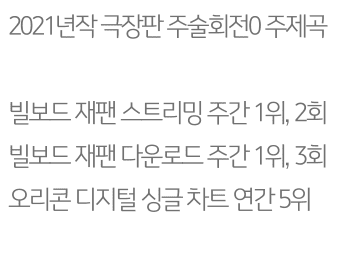 2021년작 극장판 주술회전0 주제곡
빌보드 재팬 스트리밍 주간 1위, 2회
빌보드 재팬 다운로드 주간 1위, 3회
오리콘 디지털 싱글 차트 연간 5위